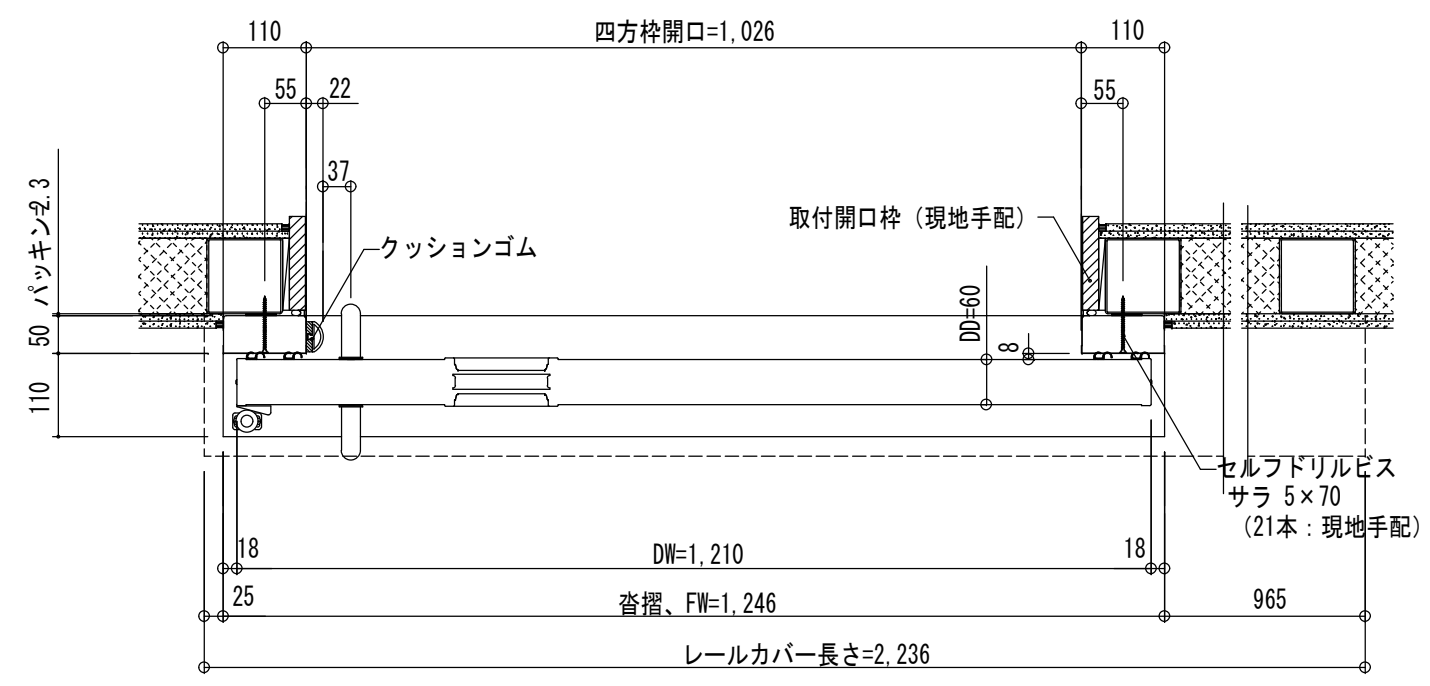 110
四方枠開口=1,026
110
55
22
55
37
パッキン=2.3
取付開口枠（現地手配）
クッションゴム
50
DD=60
8
110
セルフドリルビス
サラ 5×70
（21本：現地手配）
18
DW=1,210
18
25
沓摺、FW=1,246
965
レールカバー長さ=2,236